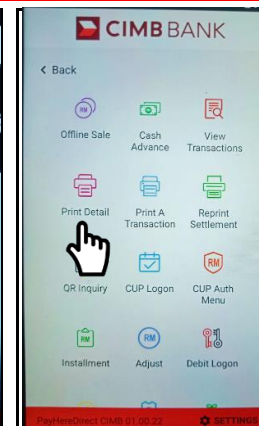 CIMB BANK
< Back
RM
Offline Sale
Cash
Advance
View
Transactions
Print Detail
Print A
Transaction
Reprint
Settlement
RM
QR Inquiry
CUP Logon
CUP Auth
Menu
RM
RM
Installment
Adjust
Debit Logon
PayHereDirect CIMB 01.00.22
SETTINGS